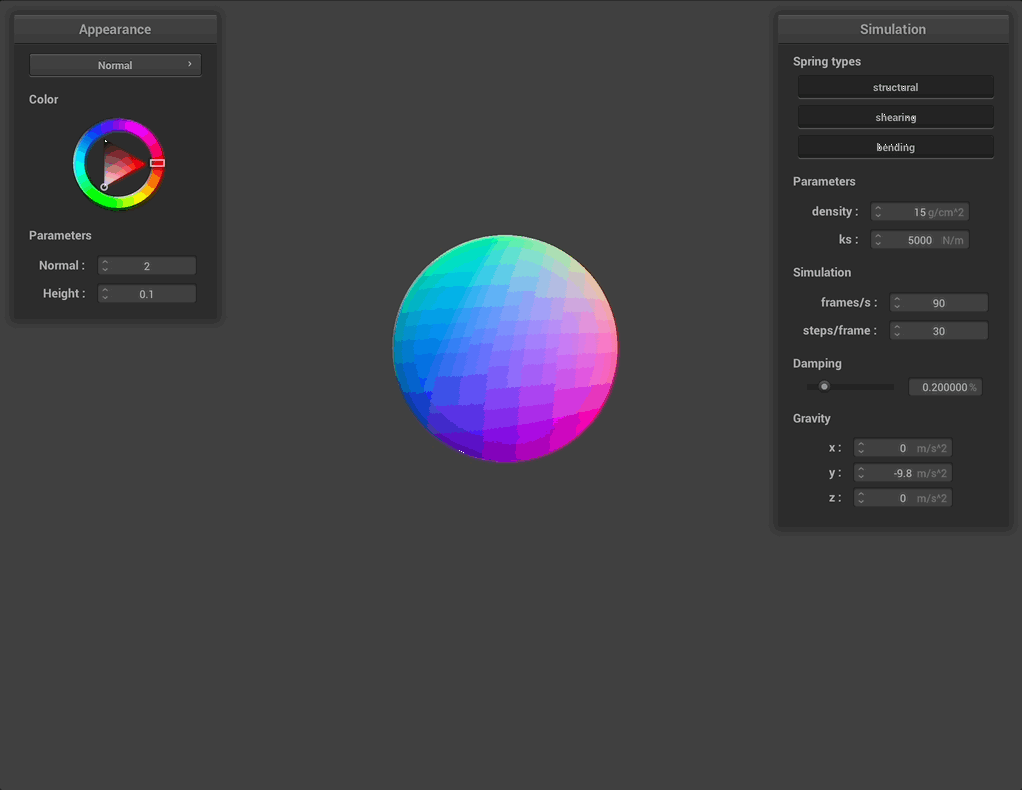 Appearance
Normal
Color
Parameters
Normal : 2
Height : 0.1
Simulation
Spring types
structural
shearing
bending
Parameters
density : 15 g/cm^2
ks : 5000 N/m
Simulation
frames/s : 90
steps/frame : 30
Damping
0.200000 %
Gravity
x : 0 m/s^2
y : -9.8 m/s^2
z : 0 m/s^2